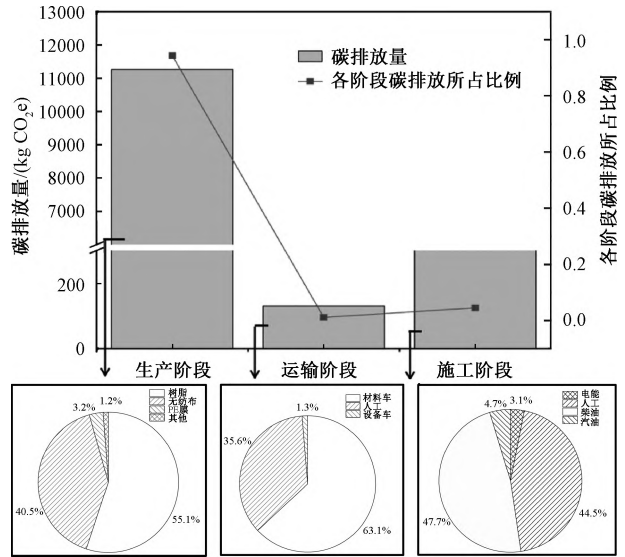 13000
12000
11000
10000
9000
8000
7000
200
0
碳排放量/(kg CO₂e)
碳排放量
各阶段碳排放所占比例
1.0
0.8
0.6
0.4
0.2
0.0
各阶段碳排放所占比例
生产阶段
运输阶段
施工阶段
树脂
无纺布
PE膜
其他
3.2%
1.2%
40.5%
55.1%
材料车
人工
设备车
1.3%
35.6%
63.1%
电能
人工
柴油
汽油
4.7%
3.1%
47.7%
44.5%